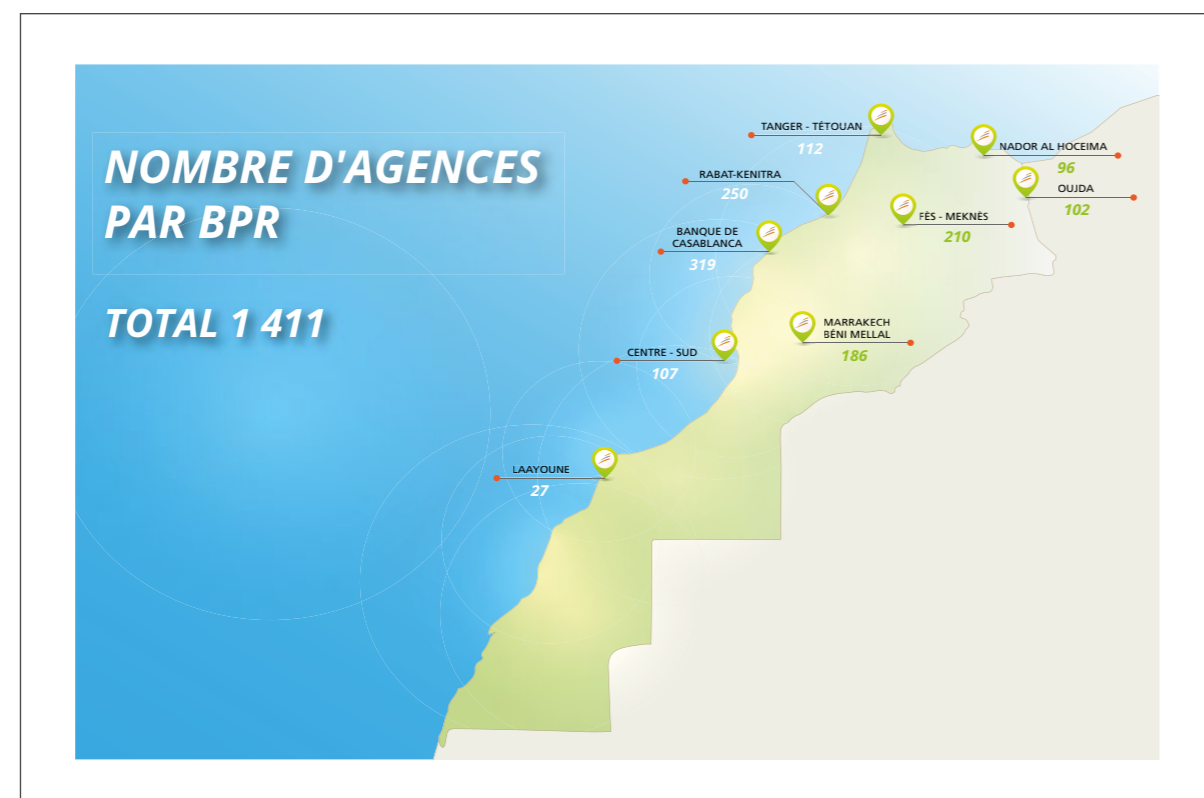 NOMBRE D'AGENCES
PAR BPR
TOTAL 1 411
TANGER - TÉTOUAN
112
NADOR AL HOCEIMA
96
RABAT-KENITRA
250
OUJDA
102
FÈS - MEKNÈS
210
BANQUE DE
CASABLANCA
319
MARRAKECH
BÉNI MELLAL
186
CENTRE - SUD
107
LAAYOUNE
27